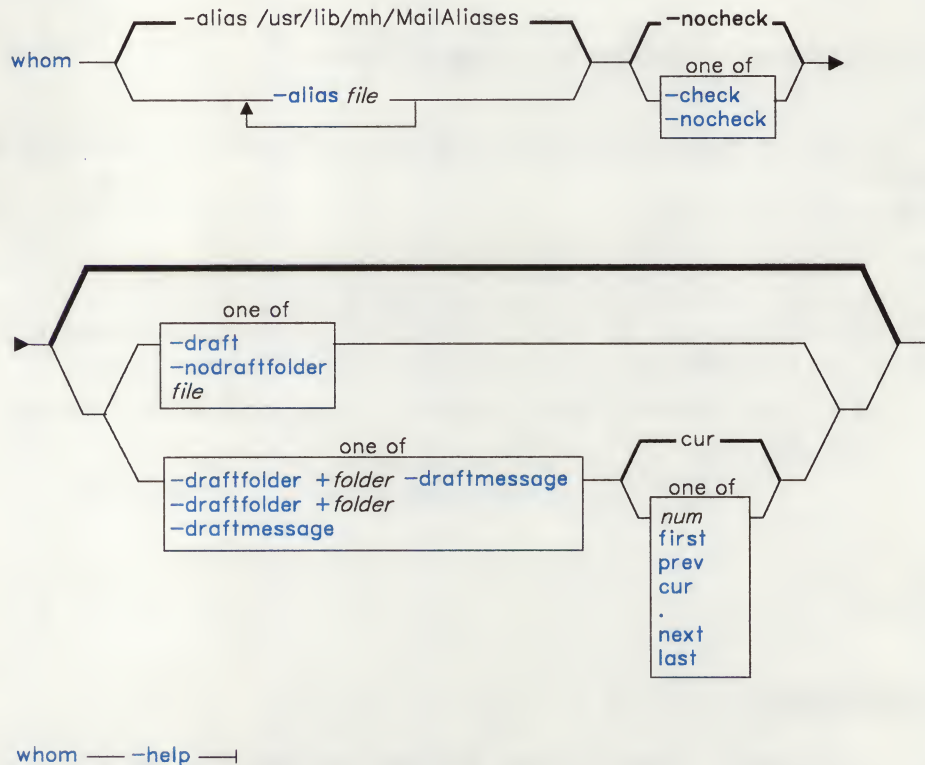 -alias /usr/lib/mh/MailAliases
-nocheck
whom
one of
-alias file
-check
-nocheck
one of
-draft
-nodraftfolder
file
one of
cur
-draftfolder +folder -draftmessage
-draftfolder +folder
-draftmessage
one of
num
first
prev
cur
.
next
last
whom -help